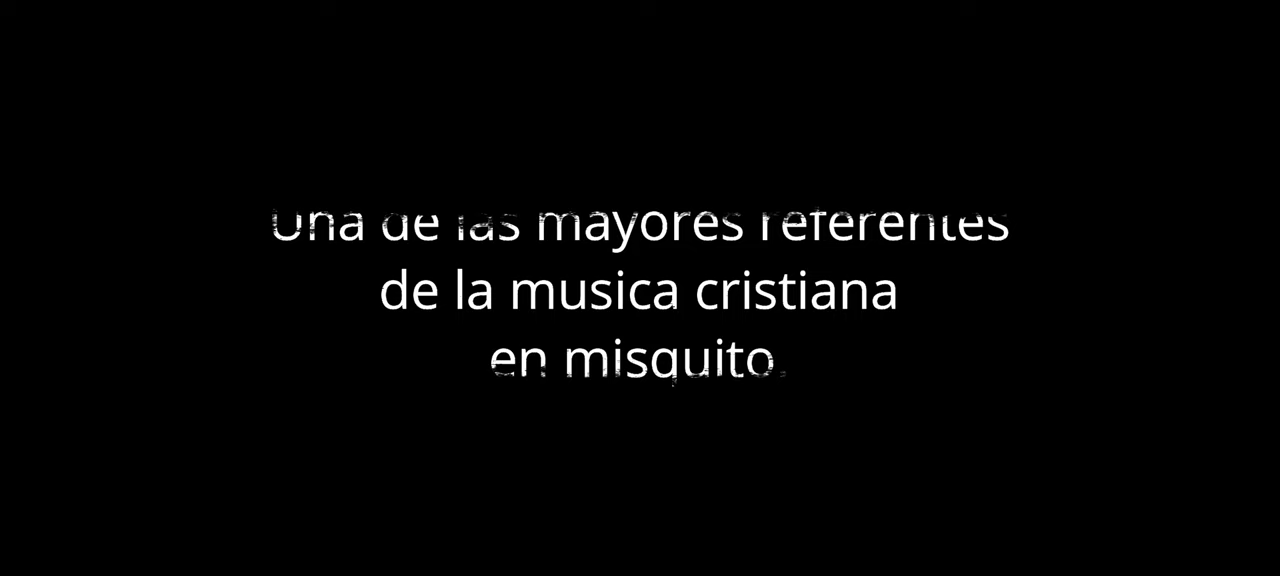 Una de las mayores referentes
de la musica cristiana
en misquito.